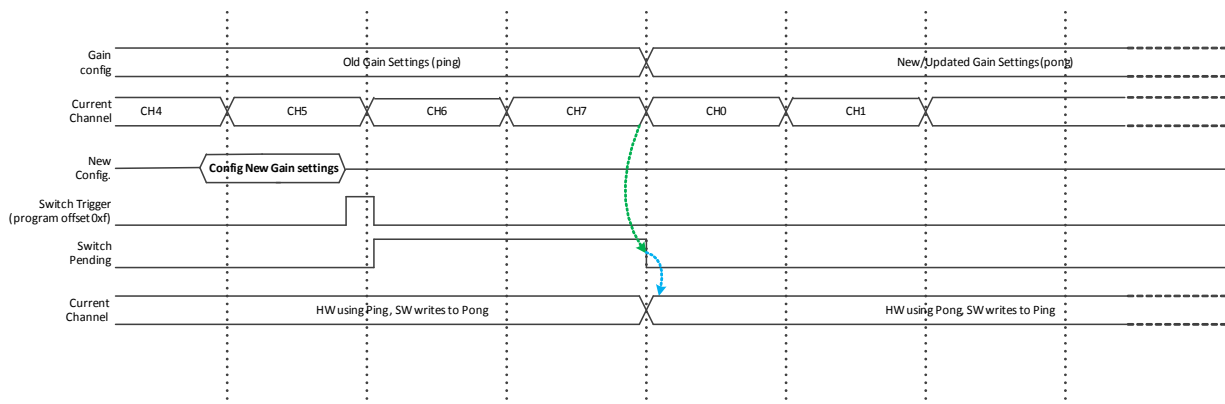 Gain
config
Old Gain Settings (ping)
New/Updated Gain Settings(pong)
Current
Channel
CH4
CH5
CH6
CH7
CH0
CH1
New
Config.
Config New Gain settings
Switch Trigger
(program offset 0xf)
Switch
Pending
Current
Channel
HW using Ping, SW writes to Pong
HW using Pong, SW writes to Ping